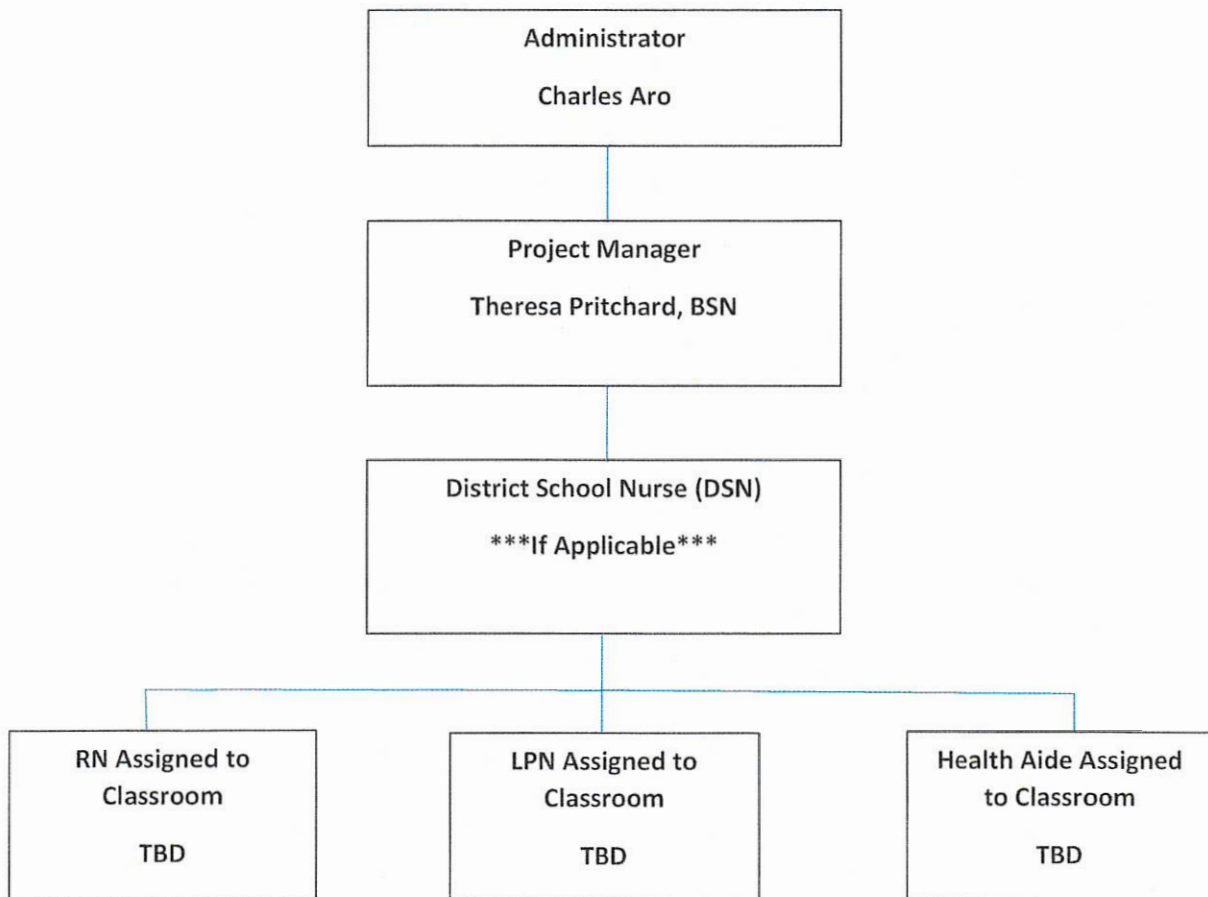 Administrator
Charles Aro
Project Manager
Theresa Pritchard, BSN
District School Nurse (DSN)
***If Applicable***
RN Assigned to
Classroom
TBD
LPN Assigned to
Classroom
TBD
Health Aide Assigned
to Classroom
TBD